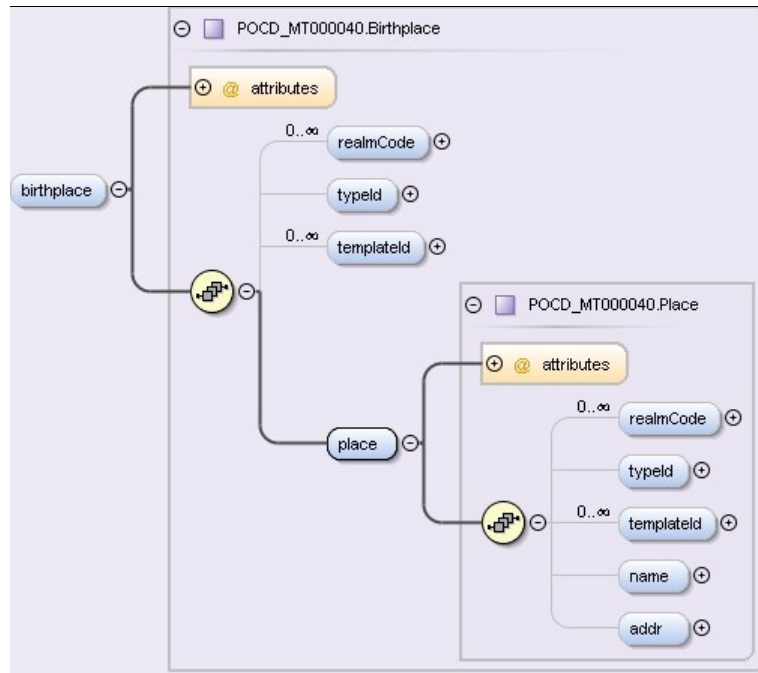 POCD_MT000040.Birthplace
@ attributes
0..∞
realmCode
birthplace
typeId
0..∞
templateId
POCD_MT000040.Place
@ attributes
0..∞
realmCode
place
typeId
0..∞
templateId
name
addr